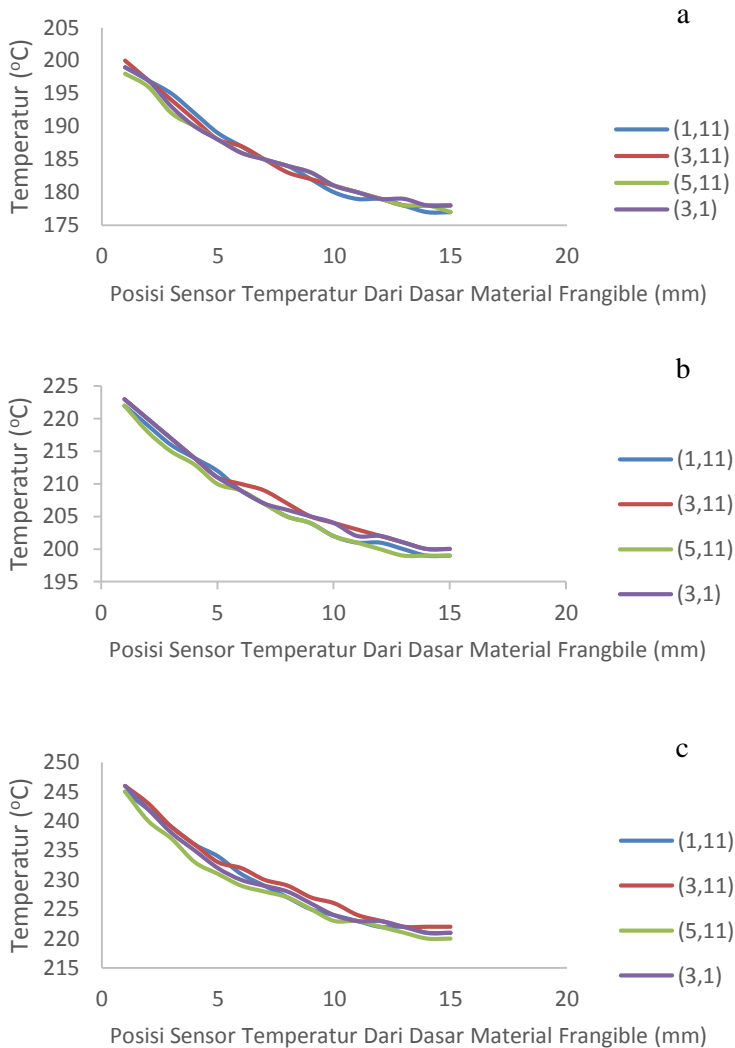 a
205
200
195
190
185
180
175
Temperatur (°C)
0 5 10 15 20
Posisi Sensor Temperatur Dari Dasar Material Frangible (mm)
(1,11)
(3,11)
(5,11)
(3,1)
b
225
220
215
210
205
200
195
Temperatur (°C)
0 5 10 15 20
Posisi Sensor Temperatur Dari Dasar Material Frangbile (mm)
(1,11)
(3,11)
(5,11)
(3,1)
c
250
245
240
235
230
225
220
215
Temperatur (°C)
0 5 10 15 20
Posisi Sensor Temperatur Dari Dasar Material Frangible (mm)
(1,11)
(3,11)
(5,11)
(3,1)